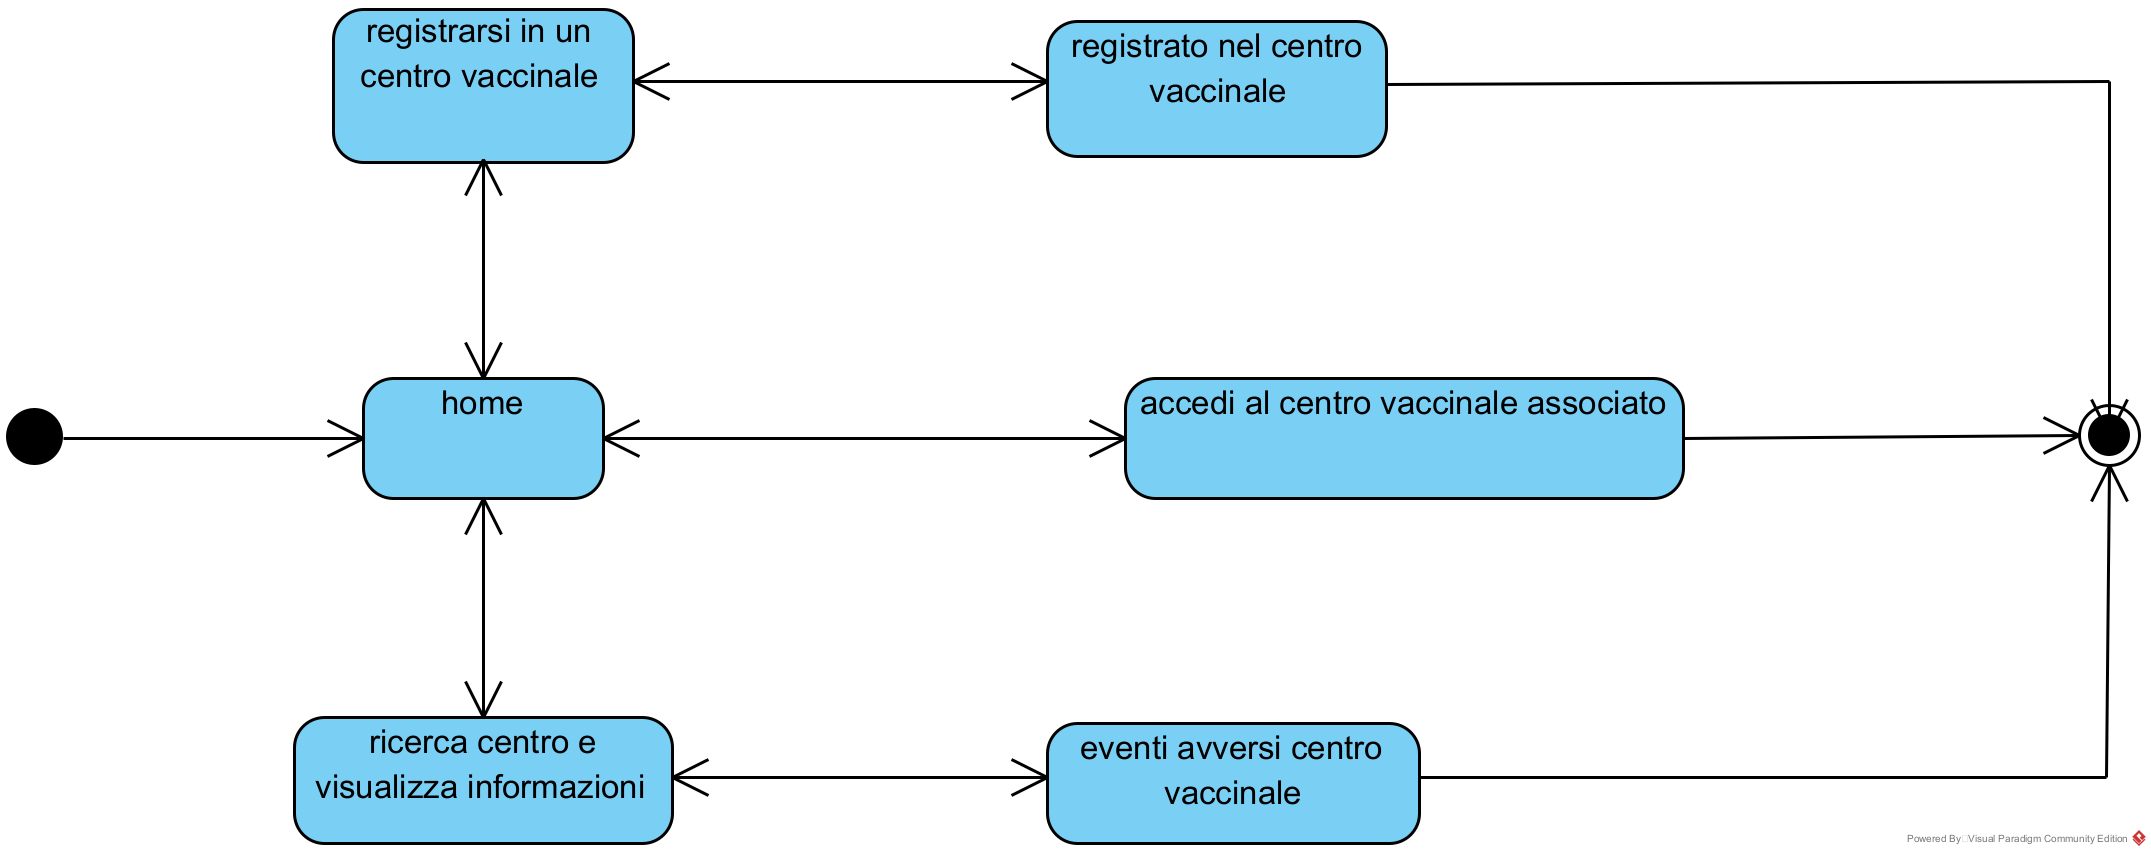 registrarsi in un
centro vaccinale
registrato nel centro
vaccinale
home
accedi al centro vaccinale associato
ricerca centro e
visualizza informazioni
eventi avversi centro
vaccinale
Powered By Visual Paradigm Community Edition